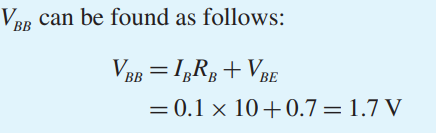 V_BB can be found as follows:
V_BB = I_B R_B + V_BE
= 0.1 × 10 + 0.7 = 1.7 V